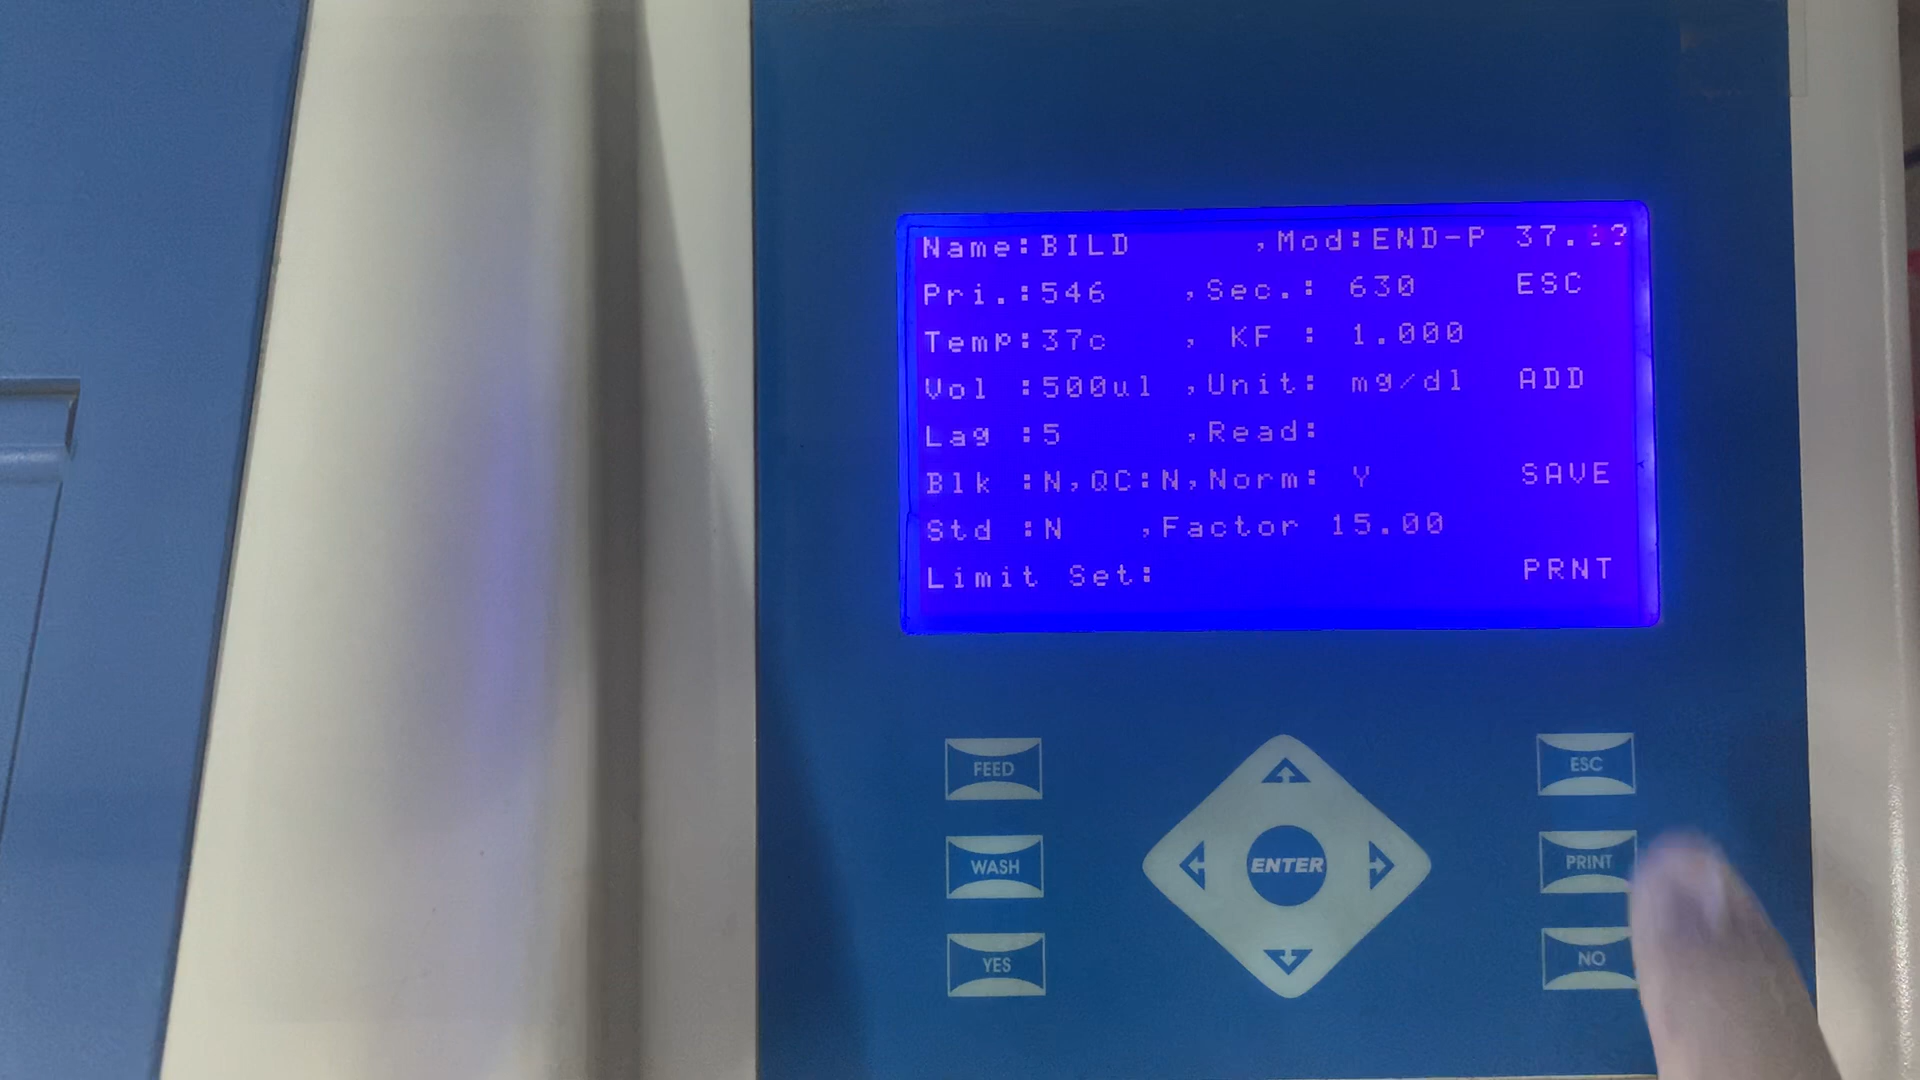 Name:BILD ,Mod:END-P
Pri.:546 ,Sec.: 630 ESC
Temp:37c , KF : 1.000
Vol :500ul ,Unit: mg/dl ADD
Lag :5 ,Read:
Blk :N,QC:N,Norm: Y SAVE
Std :N ,Factor 15.00
Limit Set: PRNT
FEED ESC
WASH ENTER PRINT
YES NO